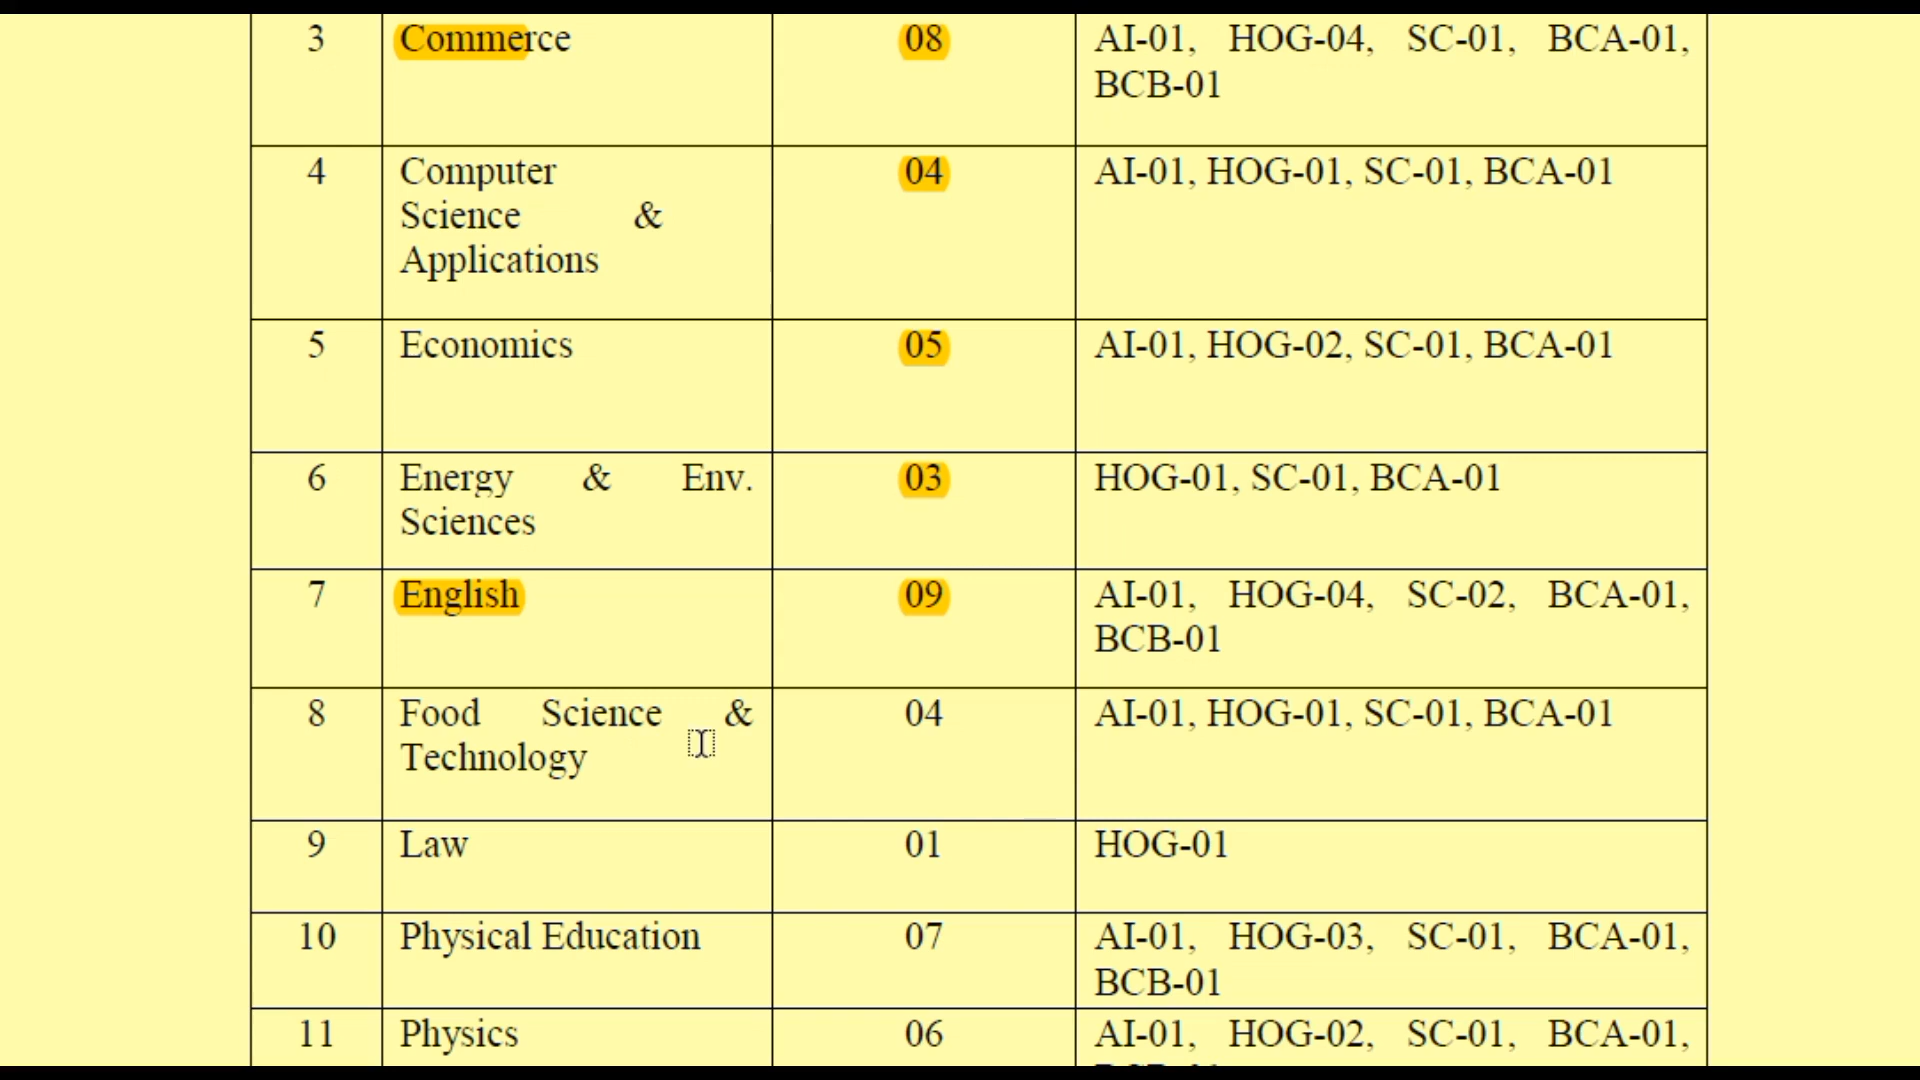 3 Commerce 08 AI-01, HOG-04, SC-01, BCA-01,
BCB-01
4 Computer 04 AI-01, HOG-01, SC-01, BCA-01
Science &
Applications
5 Economics 05 AI-01, HOG-02, SC-01, BCA-01
6 Energy & Env. 03 HOG-01, SC-01, BCA-01
Sciences
7 English 09 AI-01, HOG-04, SC-02, BCA-01,
BCB-01
8 Food Science & 04 AI-01, HOG-01, SC-01, BCA-01
Technology
9 Law 01 HOG-01
10 Physical Education 07 AI-01, HOG-03, SC-01, BCA-01,
BCB-01
11 Physics 06 AI-01, HOG-02, SC-01, BCA-01,